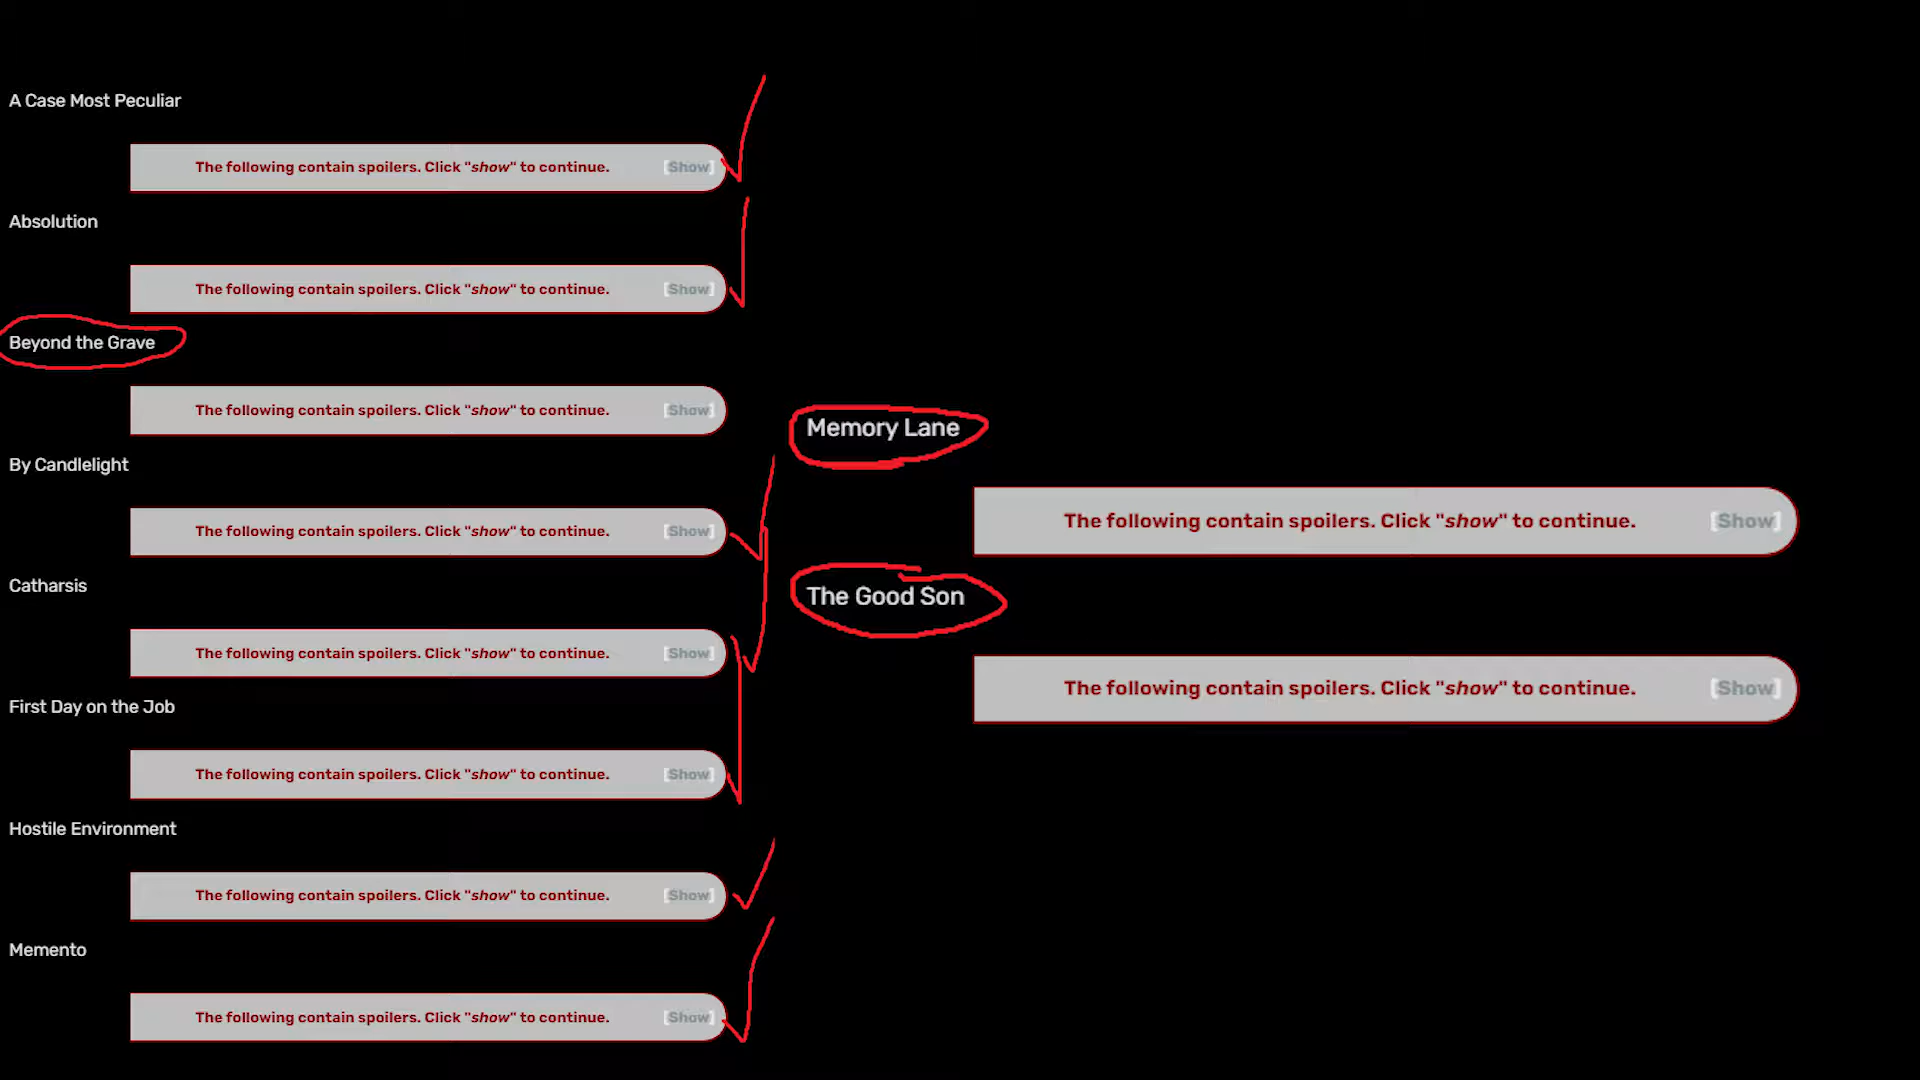 A Case Most Peculiar
The following contain spoilers. Click "show" to continue. [Show]
Absolution
The following contain spoilers. Click "show" to continue. [Show]
Beyond the Grave
The following contain spoilers. Click "show" to continue. [Show]
By Candlelight
The following contain spoilers. Click "show" to continue. [Show]
Catharsis
The following contain spoilers. Click "show" to continue. [Show]
First Day on the Job
The following contain spoilers. Click "show" to continue. [Show]
Hostile Environment
The following contain spoilers. Click "show" to continue. [Show]
Memento
The following contain spoilers. Click "show" to continue. [Show]
Memory Lane
The following contain spoilers. Click "show" to continue. [Show]
The Good Son
The following contain spoilers. Click "show" to continue. [Show]